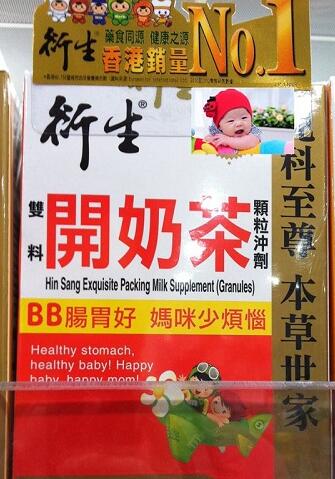 衍生®
藥食同源 健康之源
香港銷量
No.1
衍生®
雙料
開奶茶
顆粒沖劑
Hin Sang Exquisite Packing Milk Supplement (Granules)
BB腸胃好 媽咪少煩惱
Healthy stomach,
healthy baby! Happy
baby, happy mom!
科至尊 本草世家